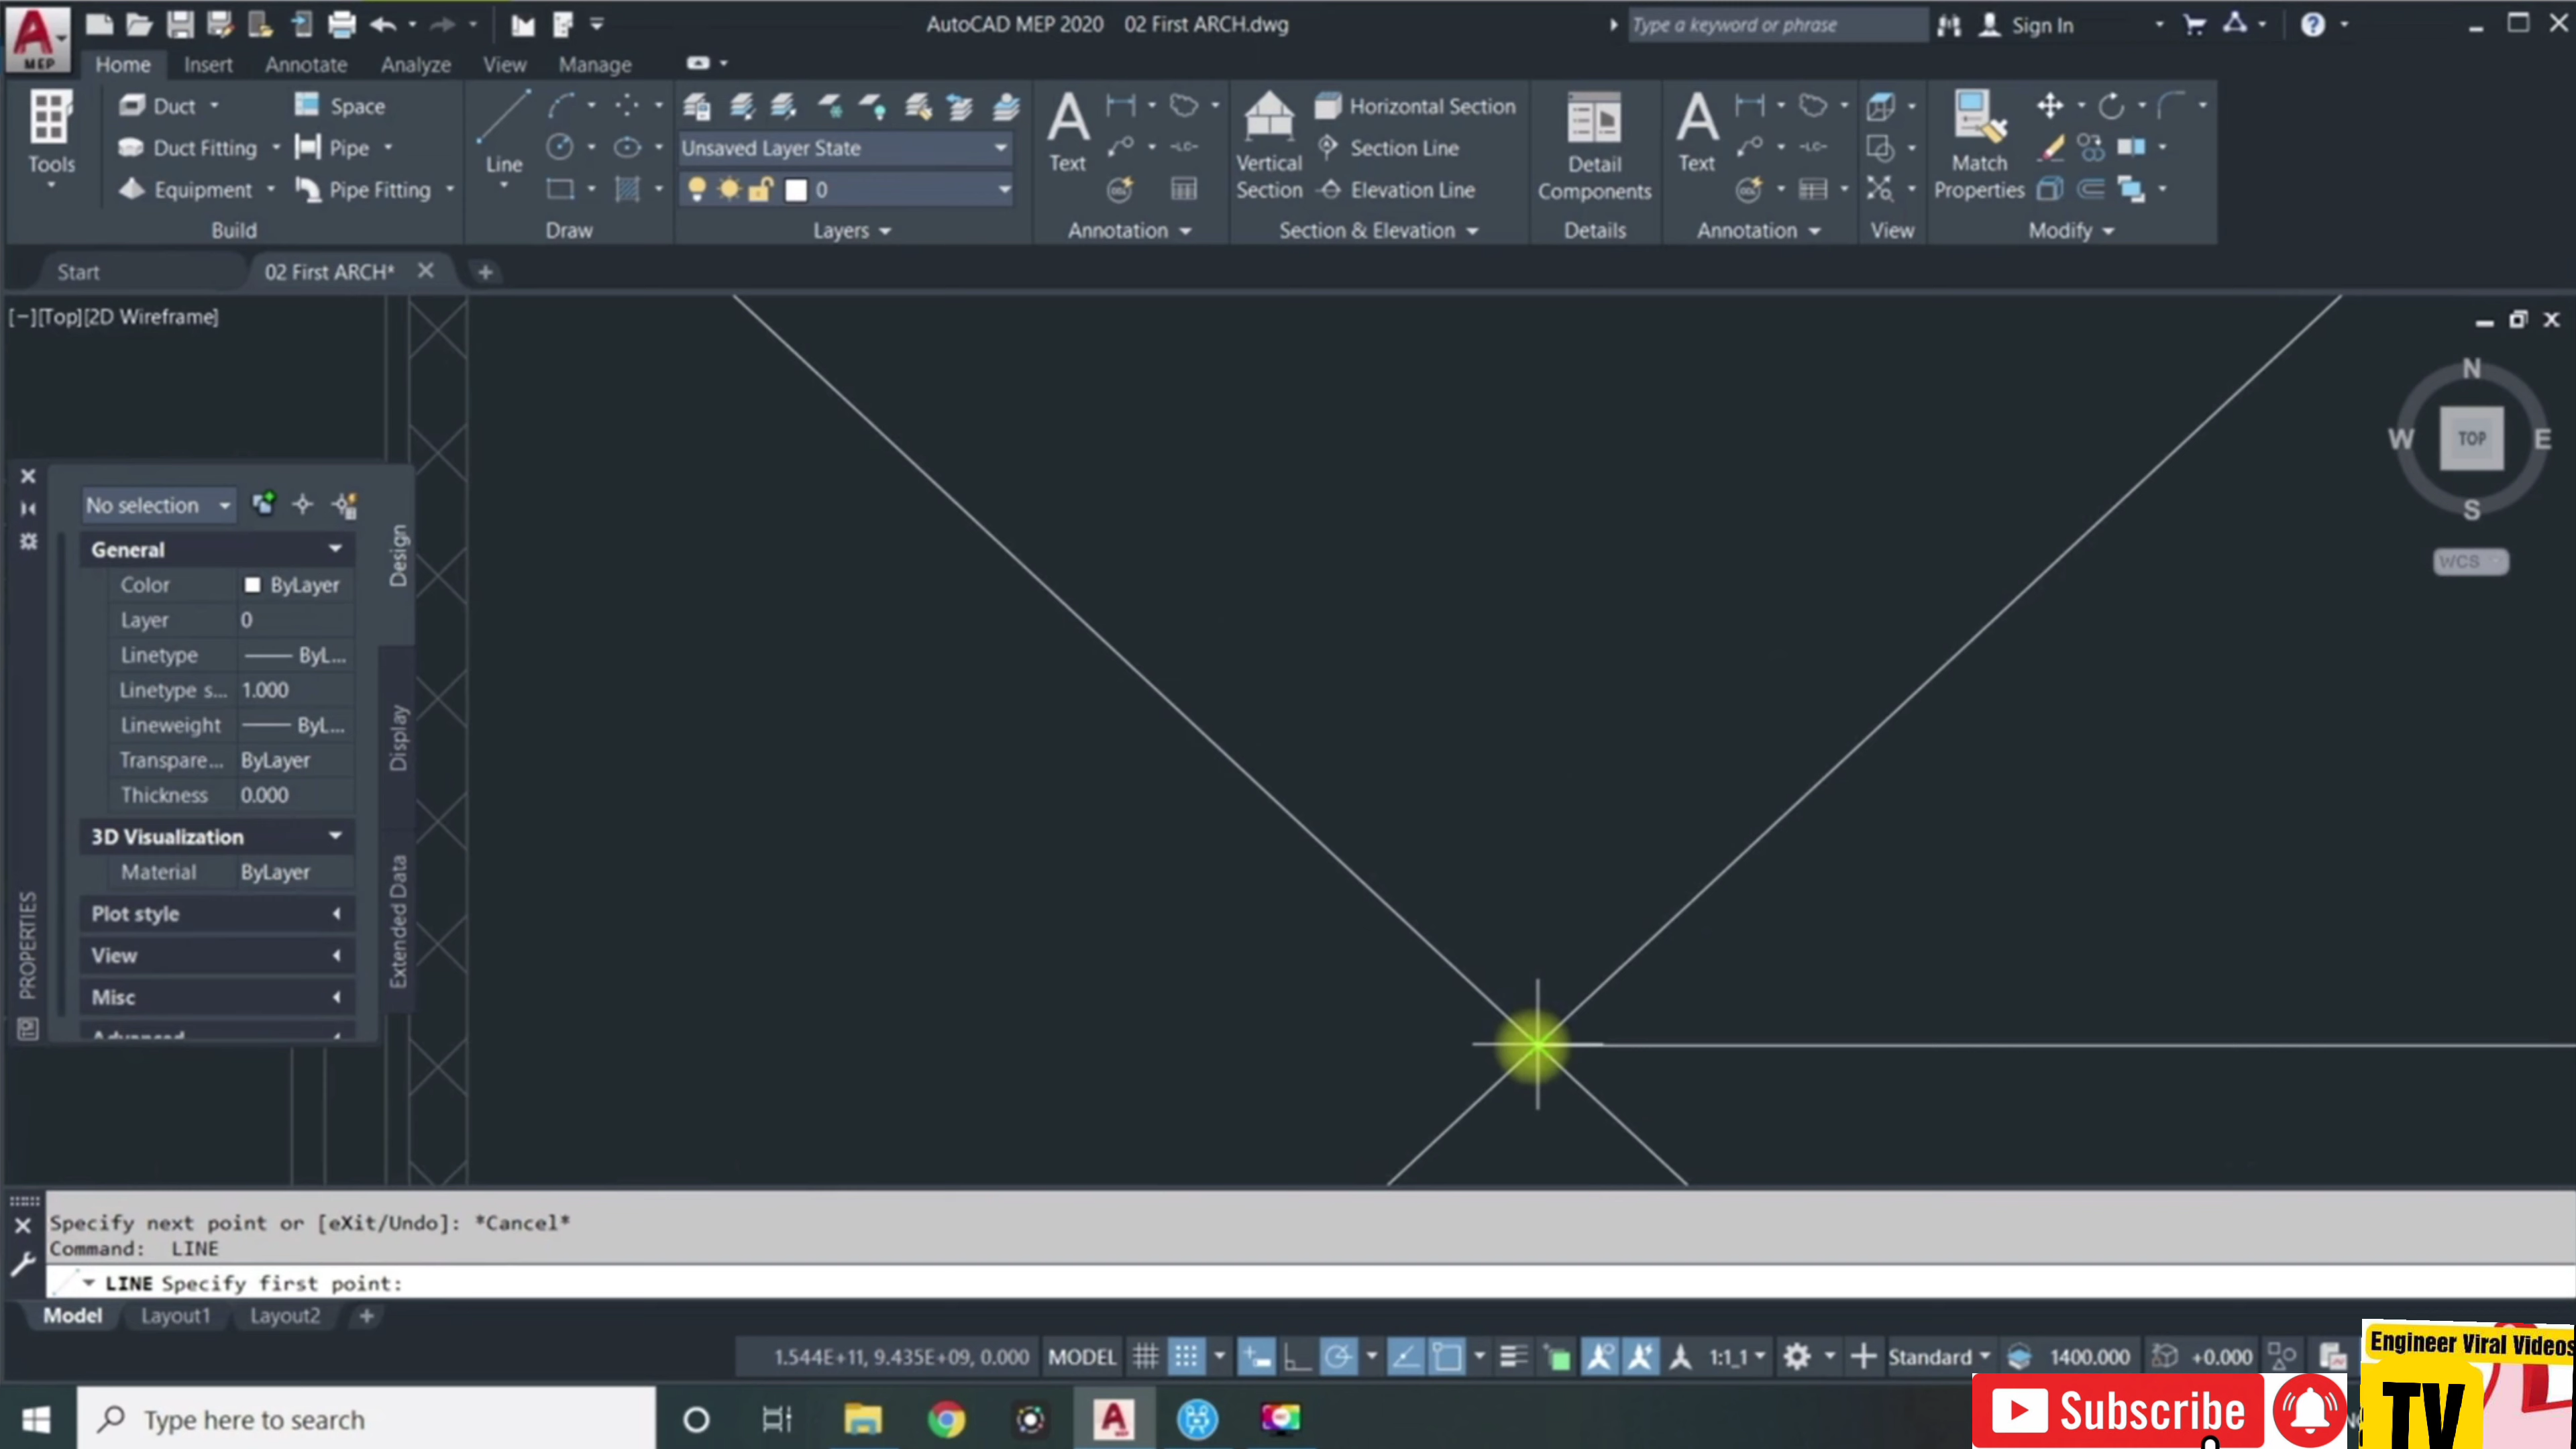 AutoCAD MEP 2020 02 First ARCH.dwg
Type a keyword or phrase
Sign In
MEP
Home Insert Annotate Analyze View Manage
Duct Space
Duct Fitting Pipe
Equipment Pipe Fitting
Tools
Build
Line
Draw
Unsaved Layer State
0
Layers
Text
Annotation
Vertical Section
Horizontal Section
Section Line
Elevation Line
Section & Elevation
Detail Components
Details
Text
Annotation
View
Match Properties
Modify
Start 02 First ARCH*
[−][Top][2D Wireframe]
N
W TOP E
S
WCS
No selection
General
Color ByLayer
Layer 0
Linetype ByL...
Linetype s... 1.000
Lineweight ByL...
Transpare... ByLayer
Thickness 0.000
3D Visualization
Material ByLayer
Plot style
View
Misc
Advanced
PROPERTIES
Design
Display
Extended Data
Specify next point or [eXit/Undo]: *Cancel*
Command: LINE
LINE Specify first point:
Model Layout1 Layout2
1.544E+11, 9.435E+09, 0.000 MODEL 1:1_1 Standard 1400.000 +0.000
Type here to search
Subscribe
Engineer Viral Videos
TV